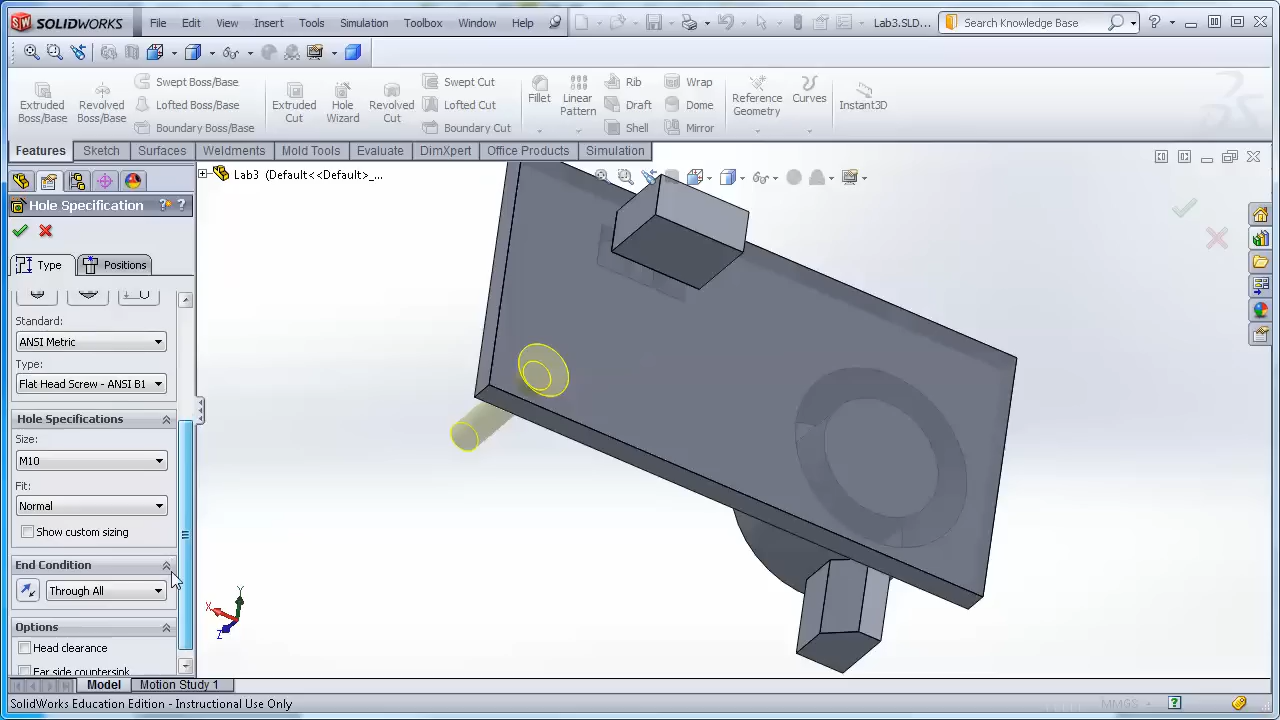 SOLIDWORKS File Edit View Insert Tools Simulation Toolbox Window Help Lab3.SLD... Search Knowledge Base
Extruded Boss/Base
Revolved Boss/Base
Swept Boss/Base
Lofted Boss/Base
Boundary Boss/Base
Extruded Cut
Hole Wizard
Revolved Cut
Swept Cut
Lofted Cut
Boundary Cut
Fillet
Linear Pattern
Rib
Draft
Shell
Wrap
Dome
Mirror
Reference Geometry
Curves
Instant3D
Features Sketch Surfaces Weldments Mold Tools Evaluate DimXpert Office Products Simulation
Lab3 (Default<<Default>_...
Hole Specification
Type Positions
Standard:
ANSI Metric
Type:
Flat Head Screw - ANSI B1
Hole Specifications
Size:
M10
Fit:
Normal
Show custom sizing
End Condition
Through All
Options
Head clearance
Far side countersink
Y
X
Z
Model Motion Study 1
SolidWorks Education Edition - Instructional Use Only MMGS